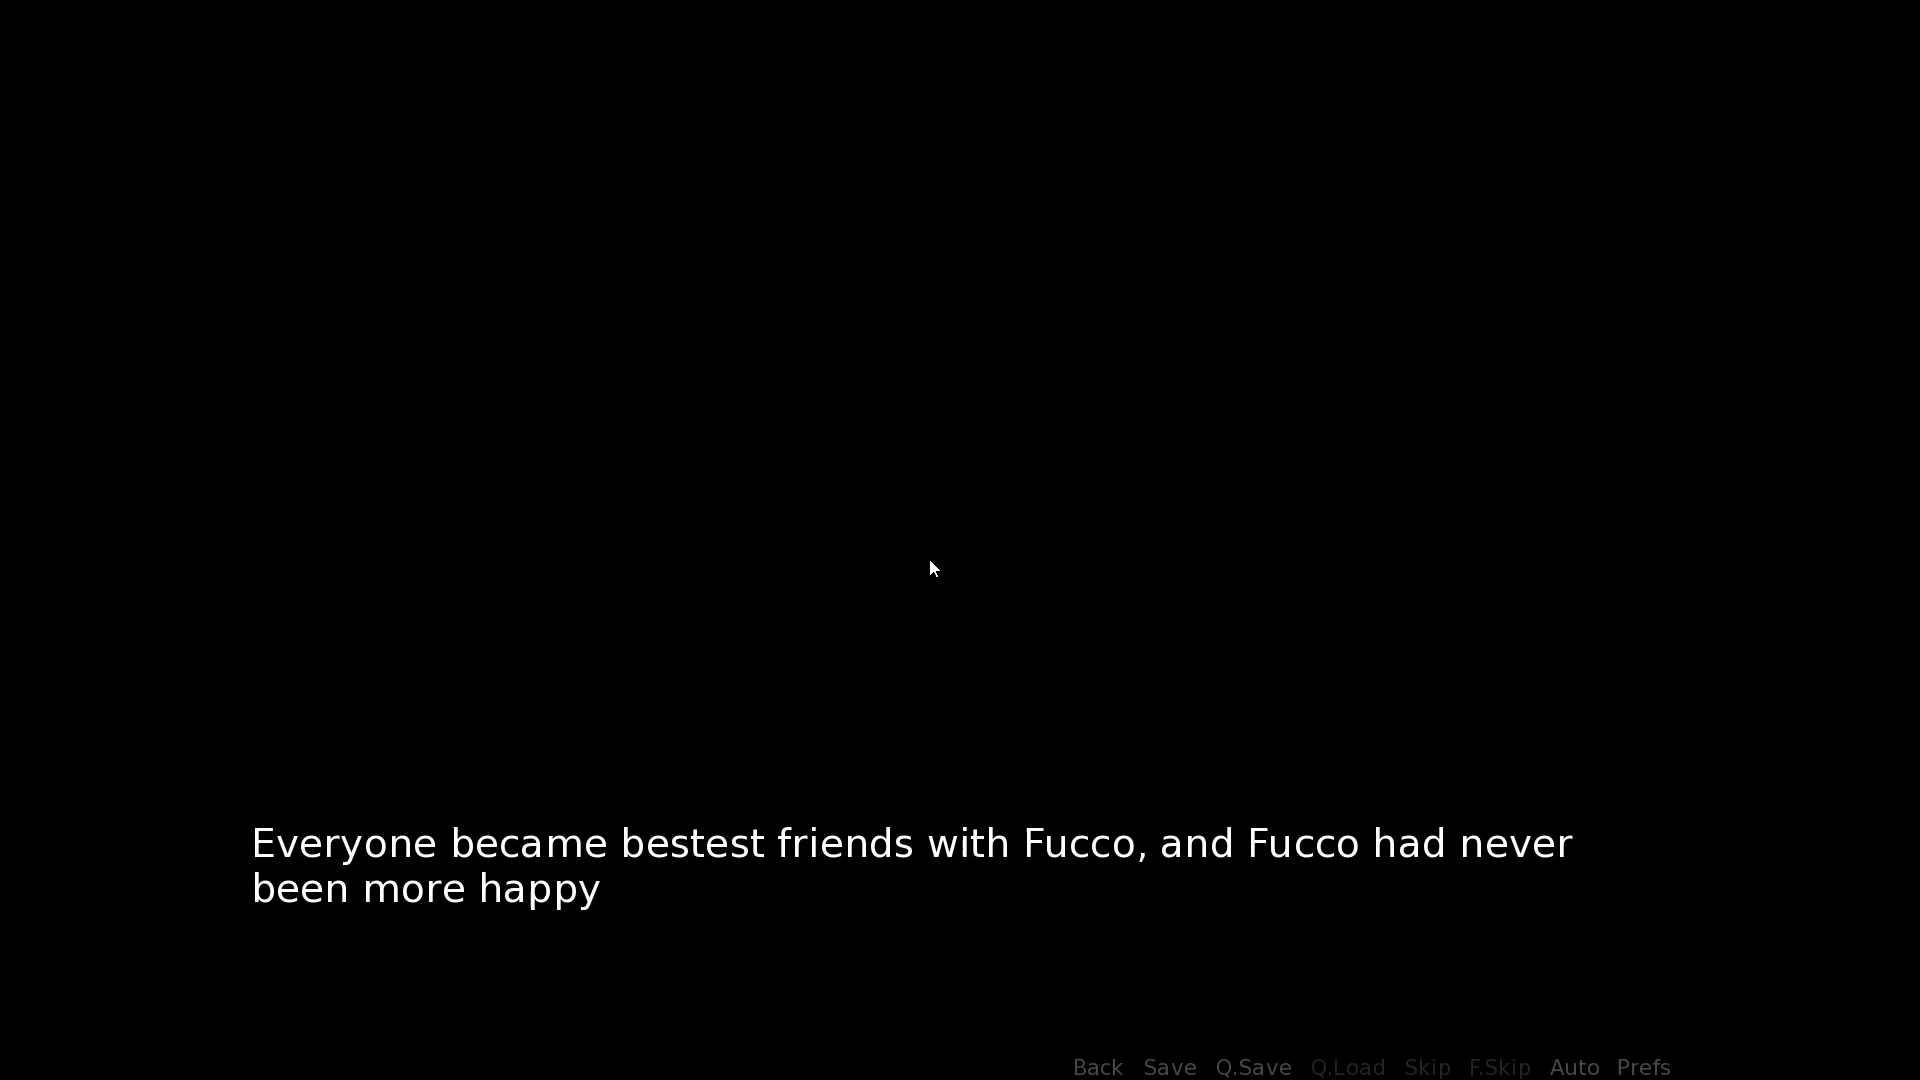 Everyone became bestest friends with Fucco, and Fucco had never
been more happy
Back Save Q.Save Q.Load Skip F.Skip Auto Prefs